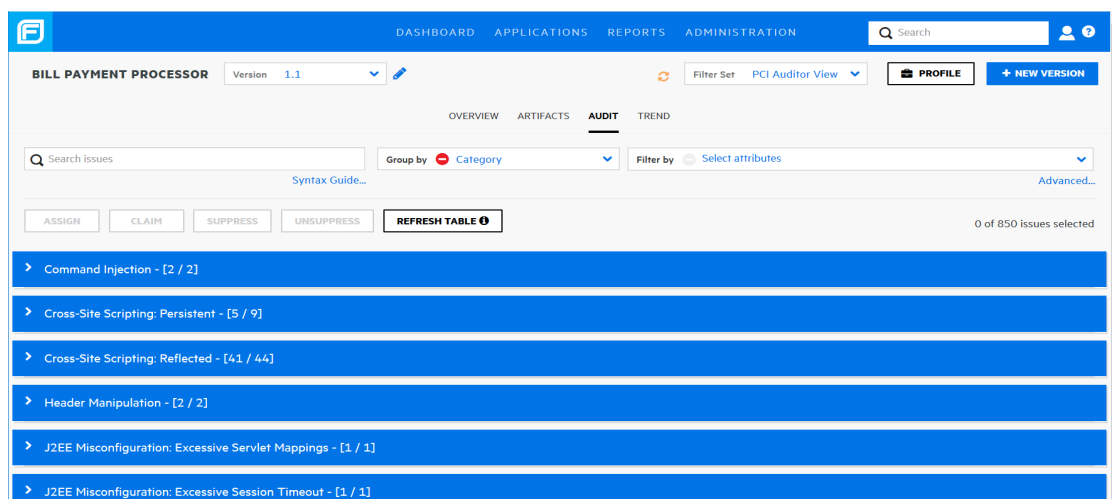 F
DASHBOARD APPLICATIONS REPORTS ADMINISTRATION Search ?
BILL PAYMENT PROCESSOR Version 1.1 Filter Set PCI Auditor View PROFILE + NEW VERSION
OVERVIEW ARTIFACTS AUDIT TREND
Search issues Group by Category Filter by Select attributes
Syntax Guide... Advanced...
ASSIGN CLAIM SUPPRESS UNSUPPRESS REFRESH TABLE 0 of 850 issues selected
Command Injection - [2 / 2]
Cross-Site Scripting: Persistent - [5 / 9]
Cross-Site Scripting: Reflected - [41 / 44]
Header Manipulation - [2 / 2]
J2EE Misconfiguration: Excessive Servlet Mappings - [1 / 1]
J2EE Misconfiguration: Excessive Session Timeout - [1 / 1]